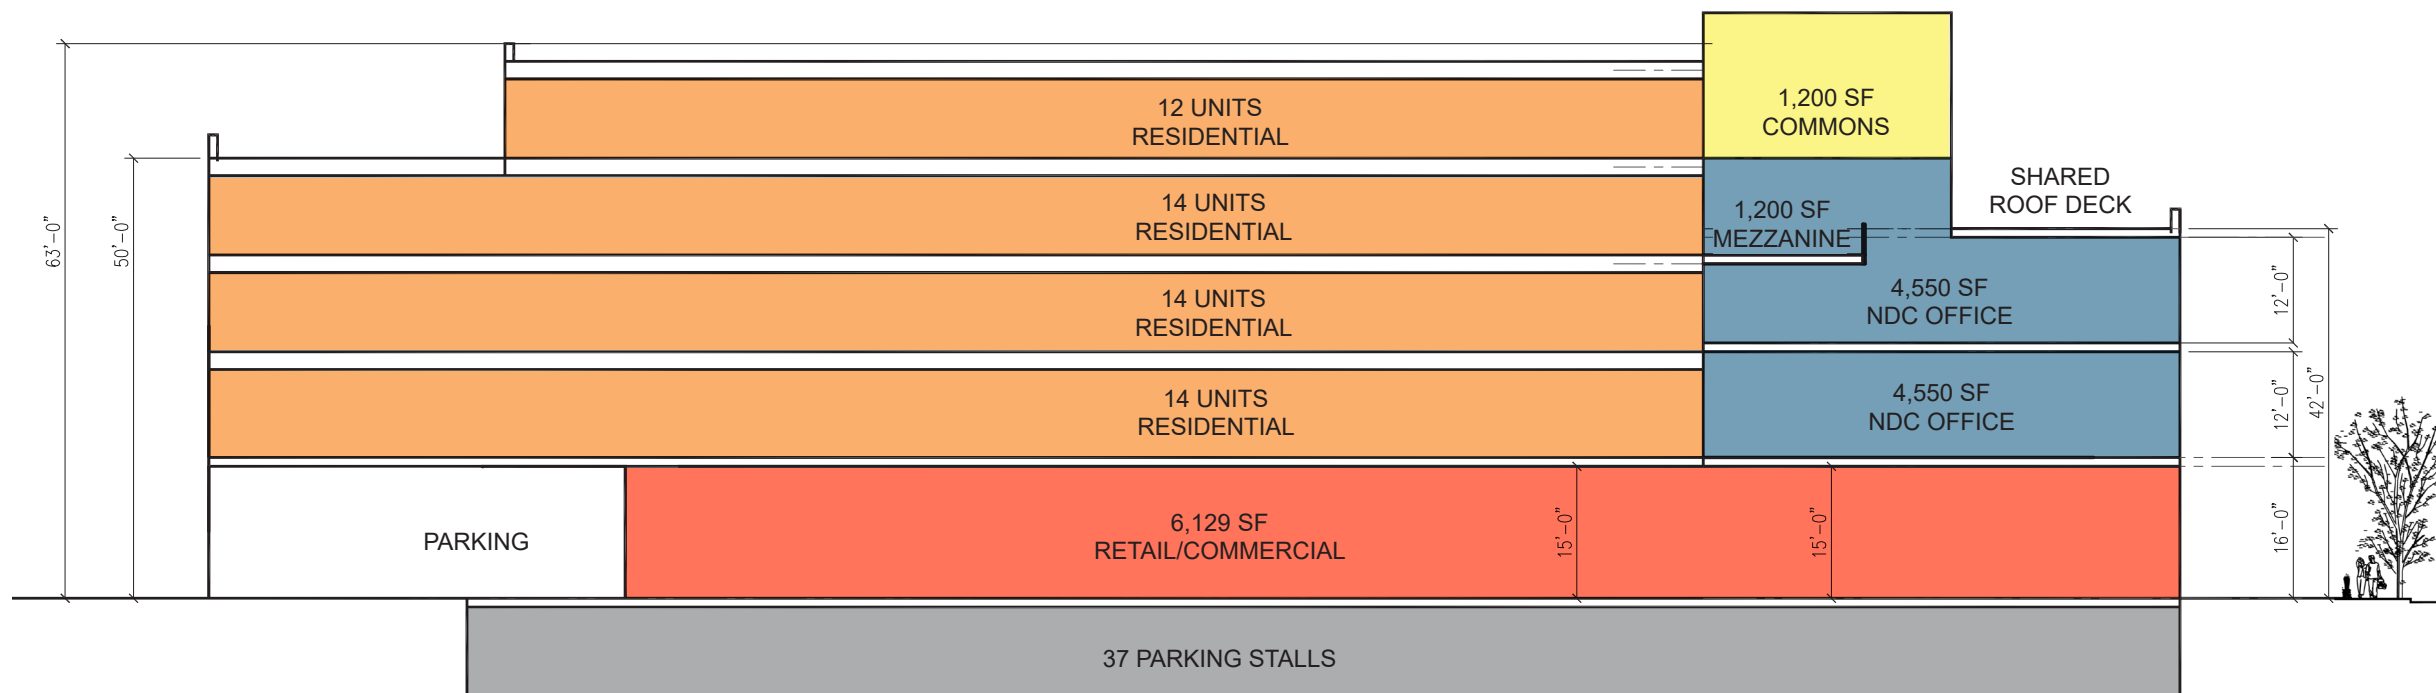 12 UNITS
RESIDENTIAL
1,200 SF
COMMONS
SHARED
ROOF DECK
14 UNITS
RESIDENTIAL
1,200 SF
MEZZANINE
63'-0"
50'-0"
14 UNITS
RESIDENTIAL
4,550 SF
NDC OFFICE
12'-0"
14 UNITS
RESIDENTIAL
4,550 SF
NDC OFFICE
12'-0"
42'-0"
PARKING
6,129 SF
RETAIL/COMMERCIAL
15'-0"
15'-0"
16'-0"
37 PARKING STALLS